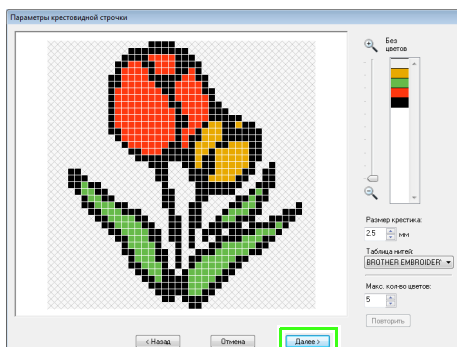 Параметры крестовидной строчки
Без
цветов
Размер крестика:
2.5 мм
Таблица нитей:
BROTHER EMBROIDERY
Макс. кол-во цветов:
5
Повторить
< Назад
Отмена
Далее >